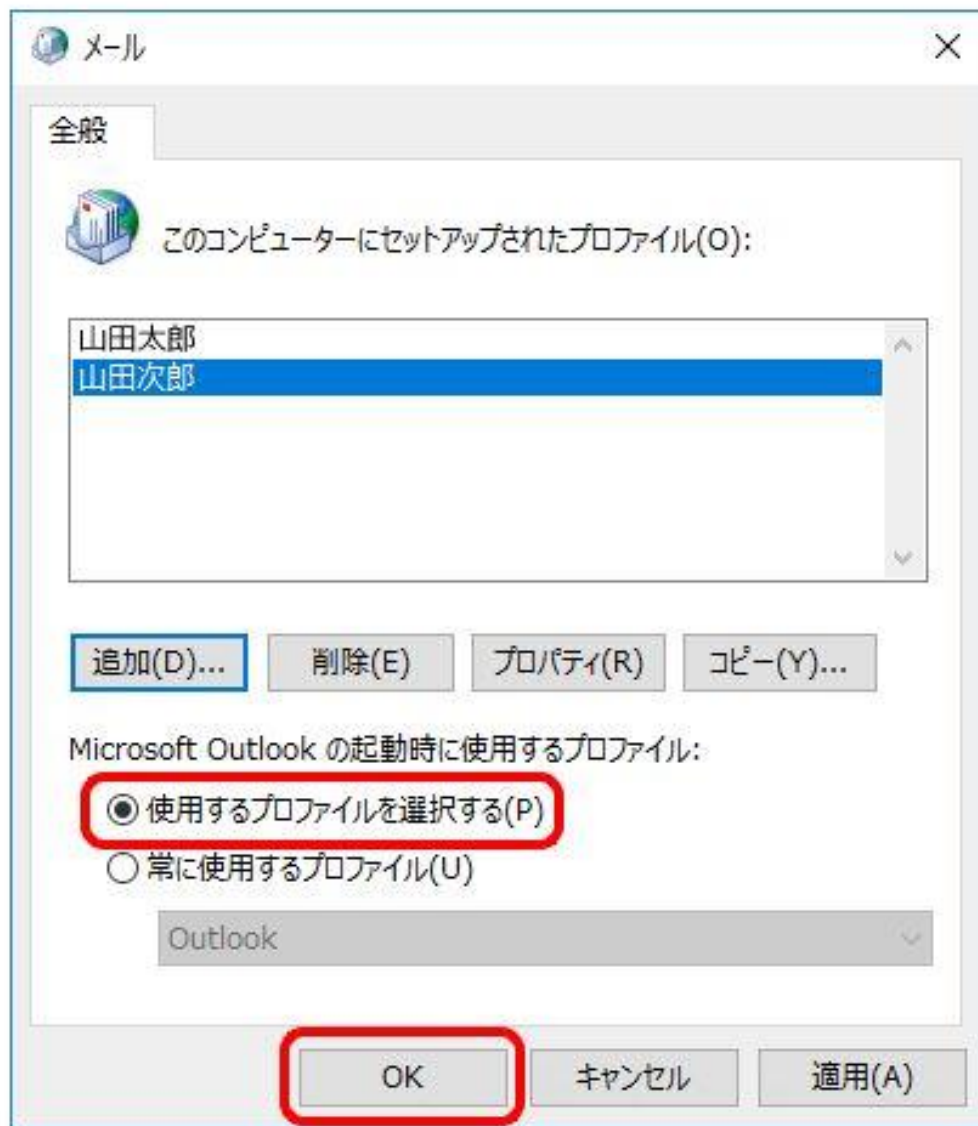 メール
全般
このコンピューターにセットアップされたプロファイル(O):
山田太郎
山田次郎
追加(D)... 削除(E) プロパティ(R) コピー(Y)...
Microsoft Outlook の起動時に使用するプロファイル:
使用するプロファイルを選択する(P)
常に使用するプロファイル(U)
Outlook
OK キャンセル 適用(A)